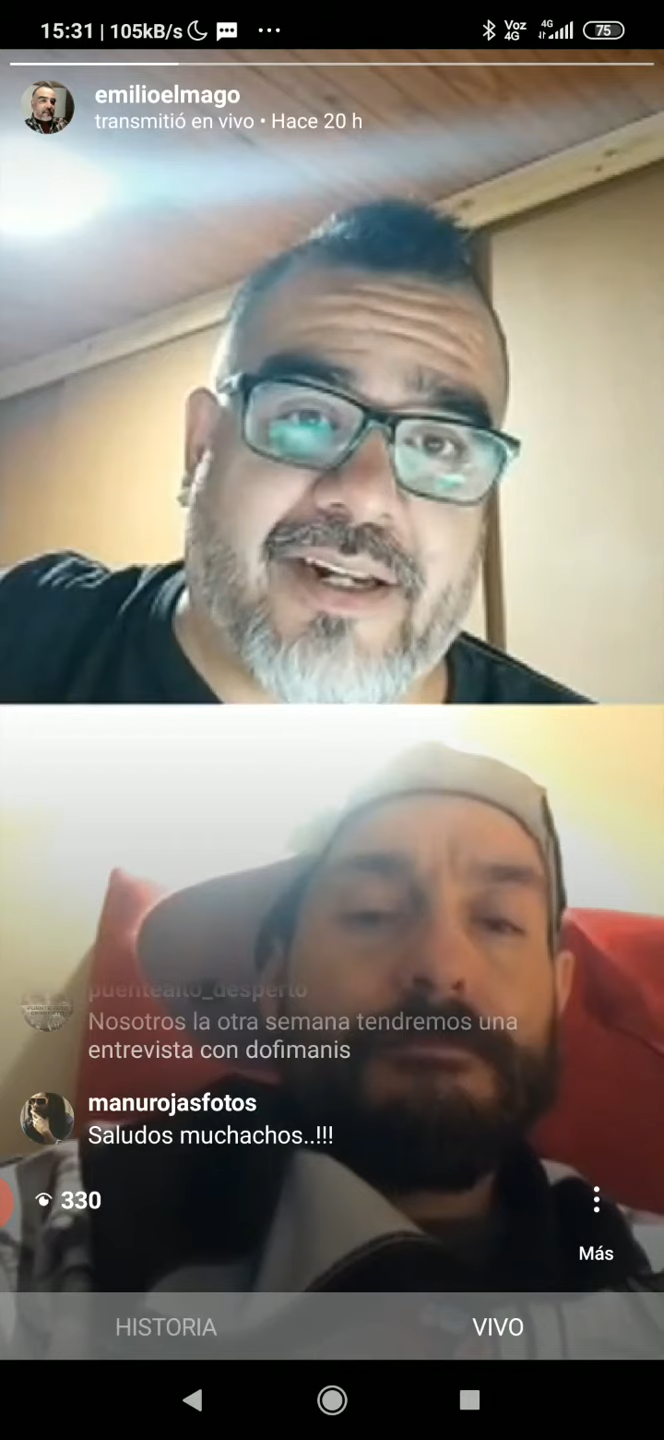 15:31 | 105kB/s
Voz
4G
4G
75
emilioelmago
transmitió en vivo • Hace 20 h
puentealto_desperto
Nosotros la otra semana tendremos una
entrevista con dofimanis
manurojasfotos
Saludos muchachos..!!!
330
Más
HISTORIA
VIVO